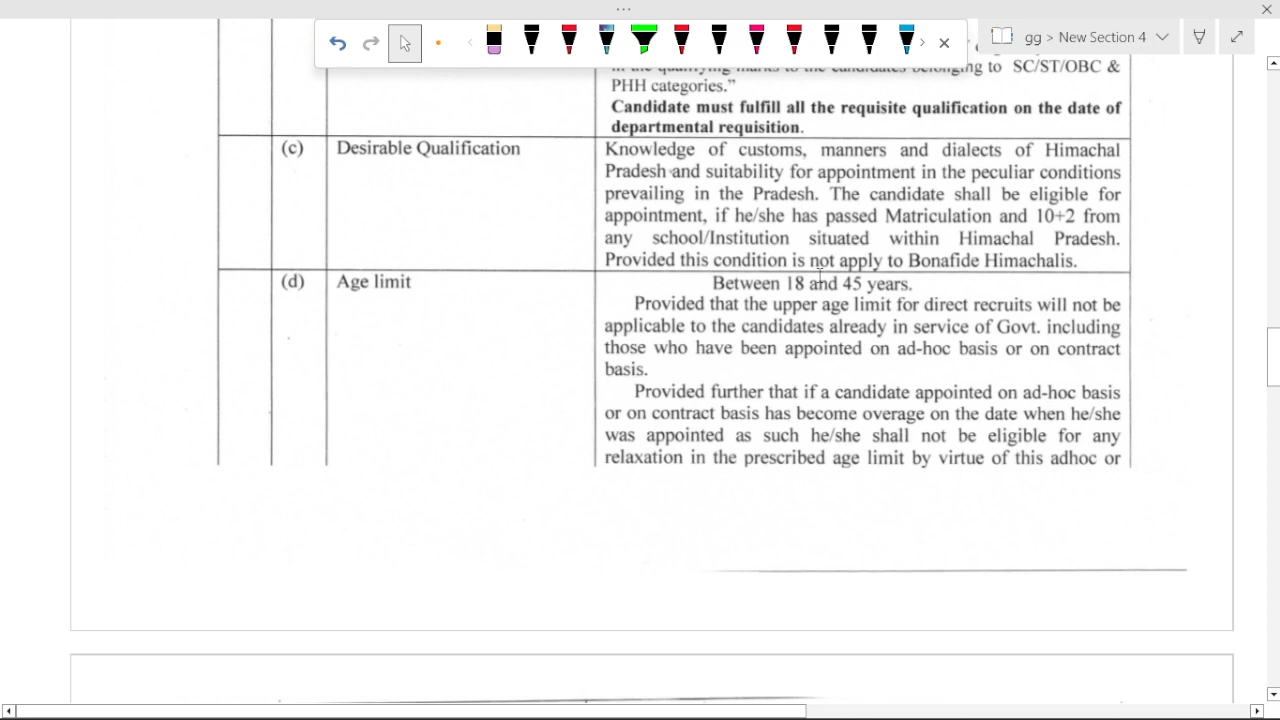 gg > New Section 4
to SC/ST/OBC &
PHH categories.”
Candidate must fulfill all the requisite qualification on the date of
departmental requisition.
(c) Desirable Qualification
Knowledge of customs, manners and dialects of Himachal
Pradesh and suitability for appointment in the peculiar conditions
prevailing in the Pradesh. The candidate shall be eligible for
appointment, if he/she has passed Matriculation and 10+2 from
any school/Institution situated within Himachal Pradesh.
Provided this condition is not apply to Bonafide Himachalis.
(d) Age limit
Between 18 and 45 years.
Provided that the upper age limit for direct recruits will not be
applicable to the candidates already in service of Govt. including
those who have been appointed on ad-hoc basis or on contract
basis.
Provided further that if a candidate appointed on ad-hoc basis
or on contract basis has become overage on the date when he/she
was appointed as such he/she shall not be eligible for any
relaxation in the prescribed age limit by virtue of this adhoc or